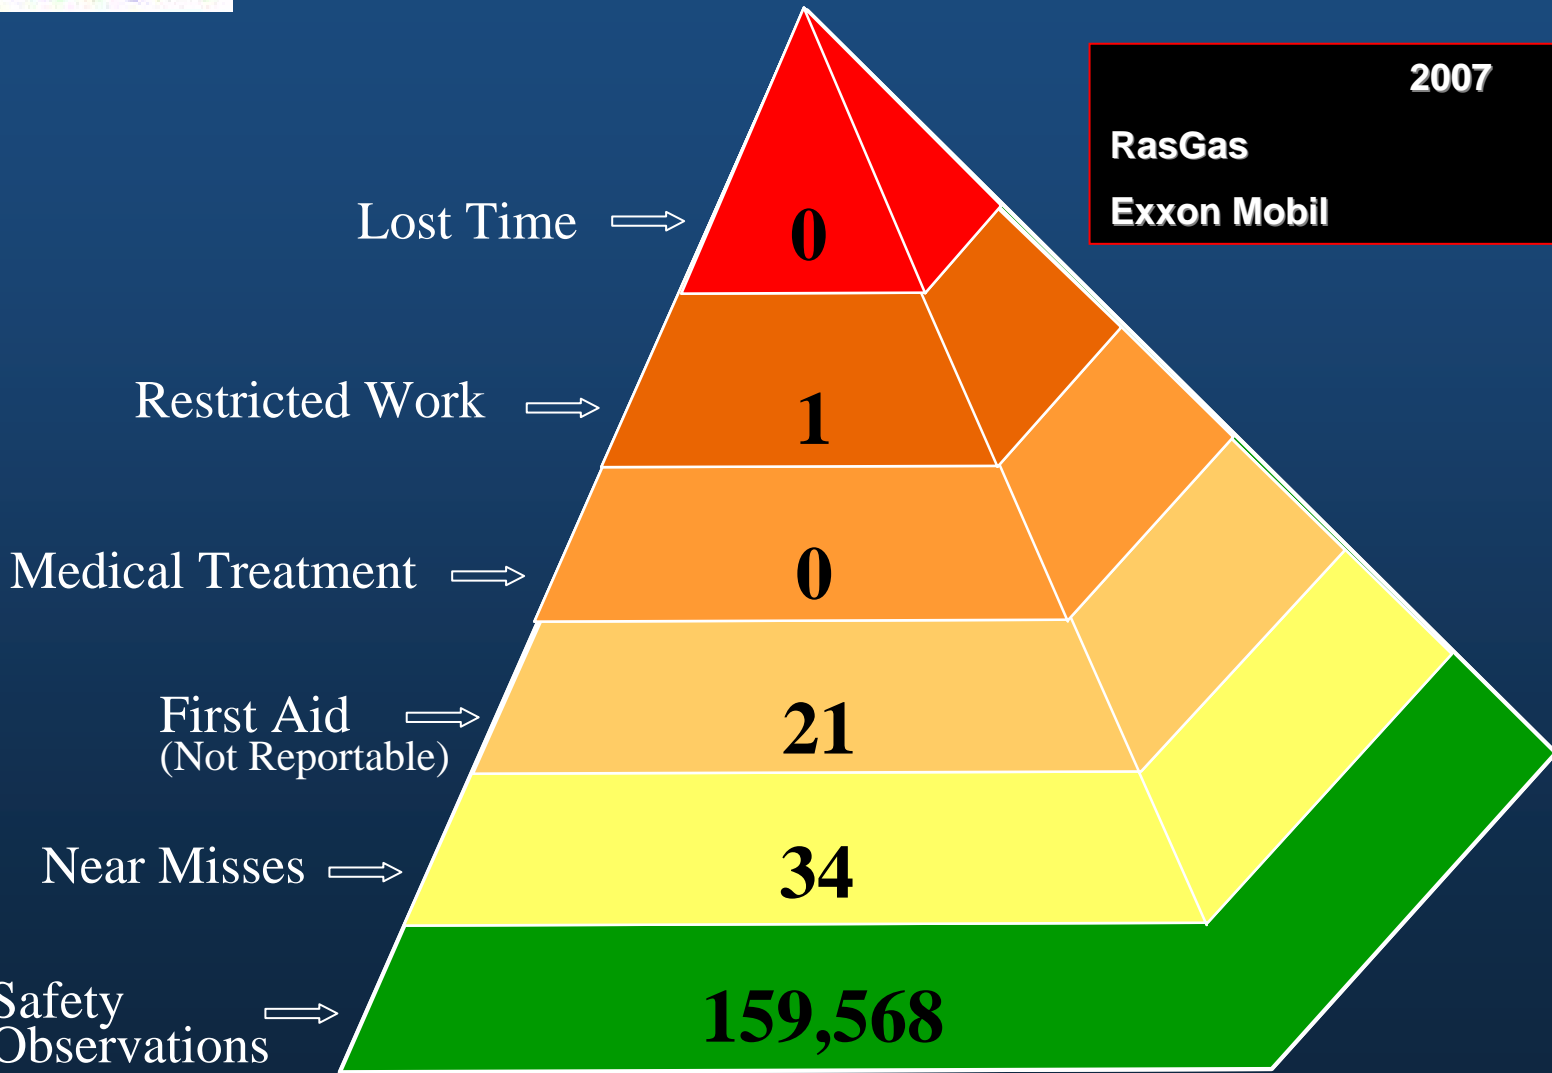 2007
RasGas
Exxon Mobil
Lost Time
0
Restricted Work
1
Medical Treatment
0
First Aid
(Not Reportable)
21
Near Misses
34
Safety
Observations
159,568